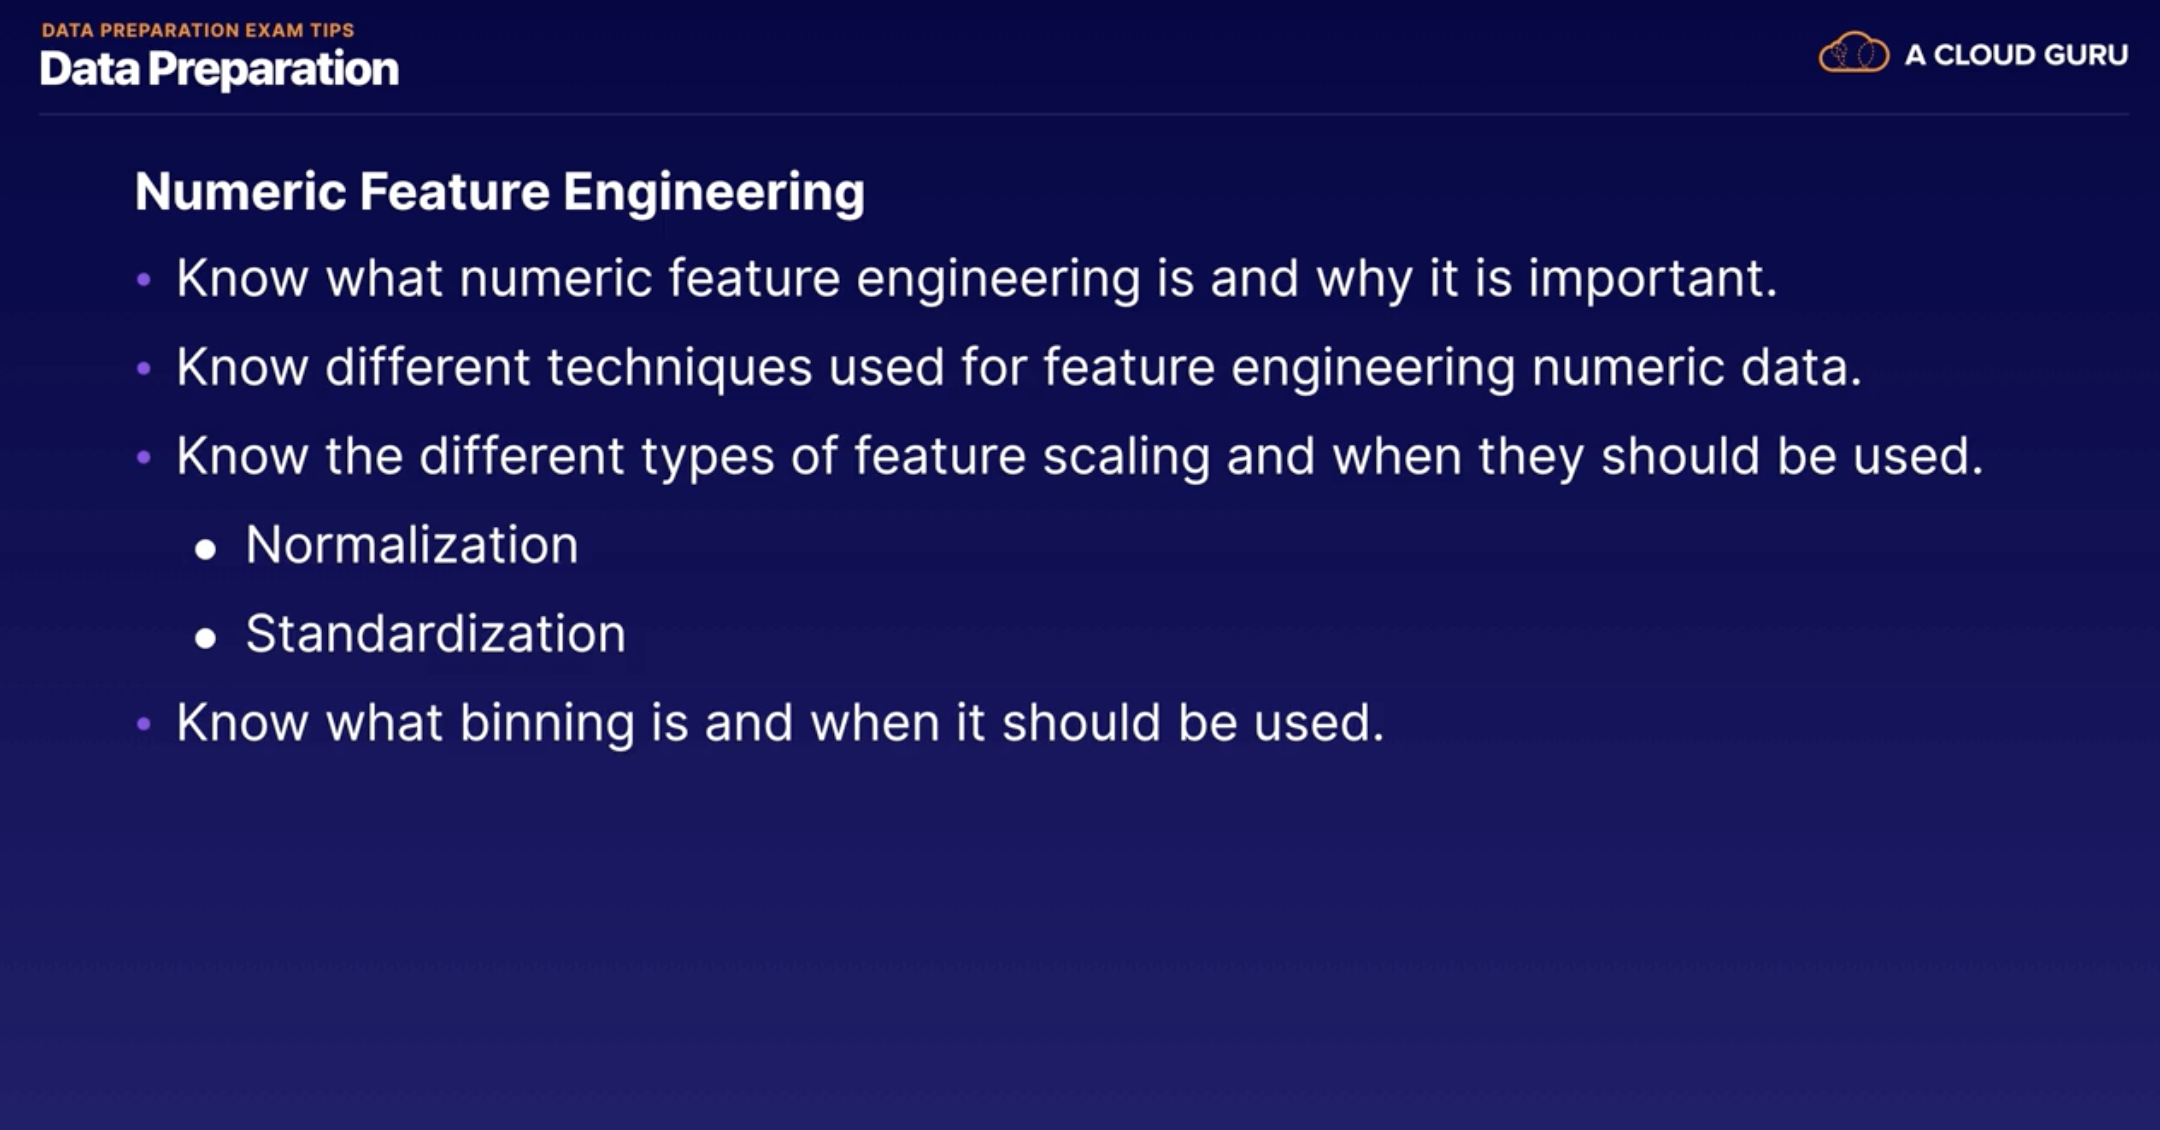 DATA PREPARATION EXAM TIPS
Data Preparation
A CLOUD GURU
Numeric Feature Engineering
• Know what numeric feature engineering is and why it is important.
• Know different techniques used for feature engineering numeric data.
• Know the different types of feature scaling and when they should be used.
• Normalization
• Standardization
• Know what binning is and when it should be used.